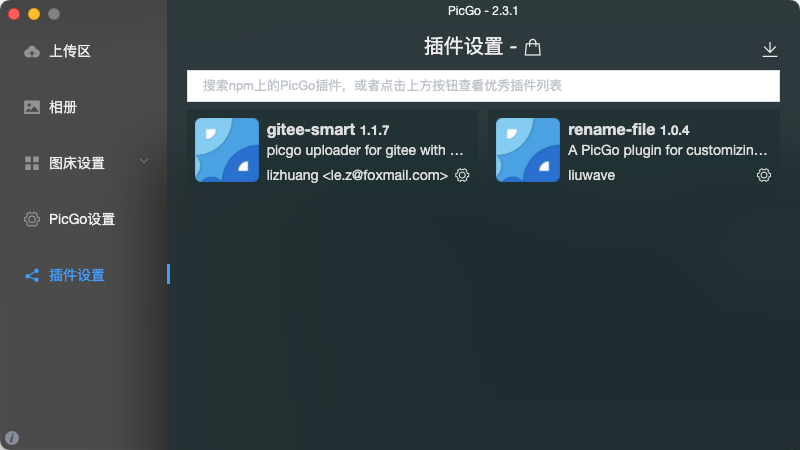 PicGo - 2.3.1
上传区
相册
图床设置
PicGo设置
插件设置
插件设置 -
搜索npm上的PicGo插件，或者点击上方按钮查看优秀插件列表
gitee-smart 1.1.7
picgo uploader for gitee with ...
lizhuang <le.z@foxmail.com>
rename-file 1.0.4
A PicGo plugin for customizin...
liuwave